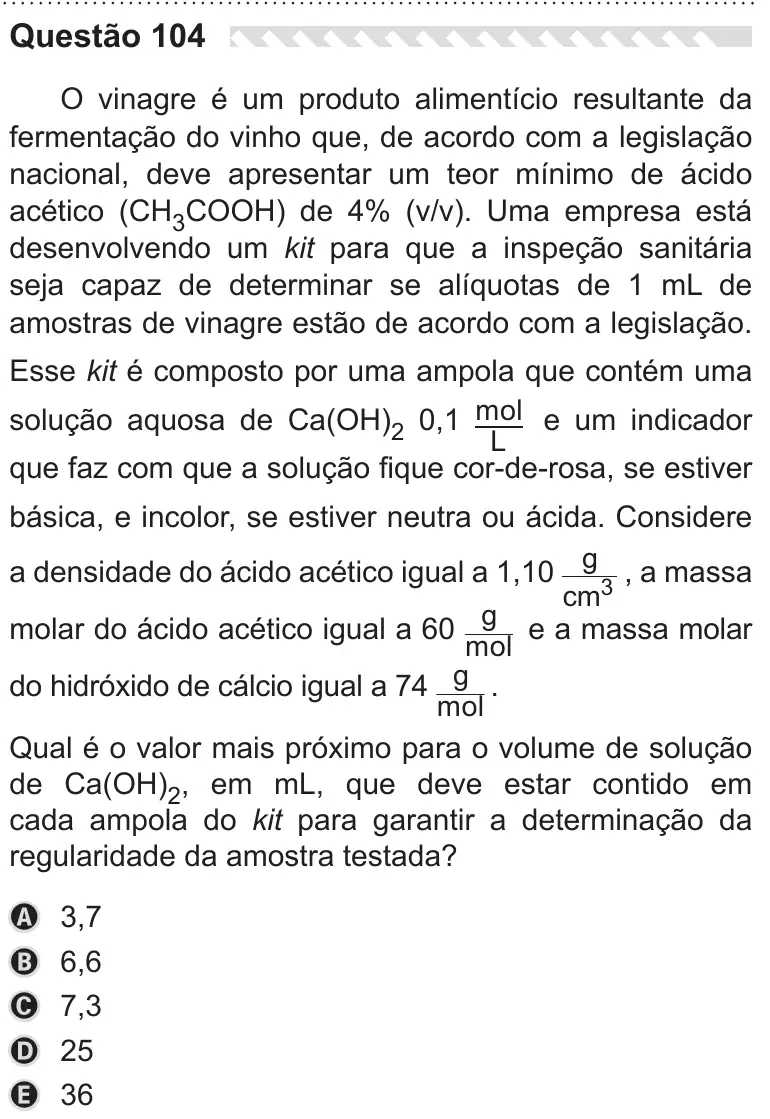 Questão 104
O vinagre é um produto alimentício resultante da
fermentação do vinho que, de acordo com a legislação
nacional, deve apresentar um teor mínimo de ácido
acético (CH₃COOH) de 4% (v/v). Uma empresa está
desenvolvendo um kit para que a inspeção sanitária
seja capaz de determinar se alíquotas de 1 mL de
amostras de vinagre estão de acordo com a legislação.
Esse kit é composto por uma ampola que contém uma
solução aquosa de Ca(OH)₂ 0,1 mol/L e um indicador
que faz com que a solução fique cor-de-rosa, se estiver
básica, e incolor, se estiver neutra ou ácida. Considere
a densidade do ácido acético igual a 1,10 g/cm³, a massa
molar do ácido acético igual a 60 g/mol e a massa molar
do hidróxido de cálcio igual a 74 g/mol.
Qual é o valor mais próximo para o volume de solução
de Ca(OH)₂, em mL, que deve estar contido em
cada ampola do kit para garantir a determinação da
regularidade da amostra testada?
A 3,7
B 6,6
C 7,3
D 25
E 36